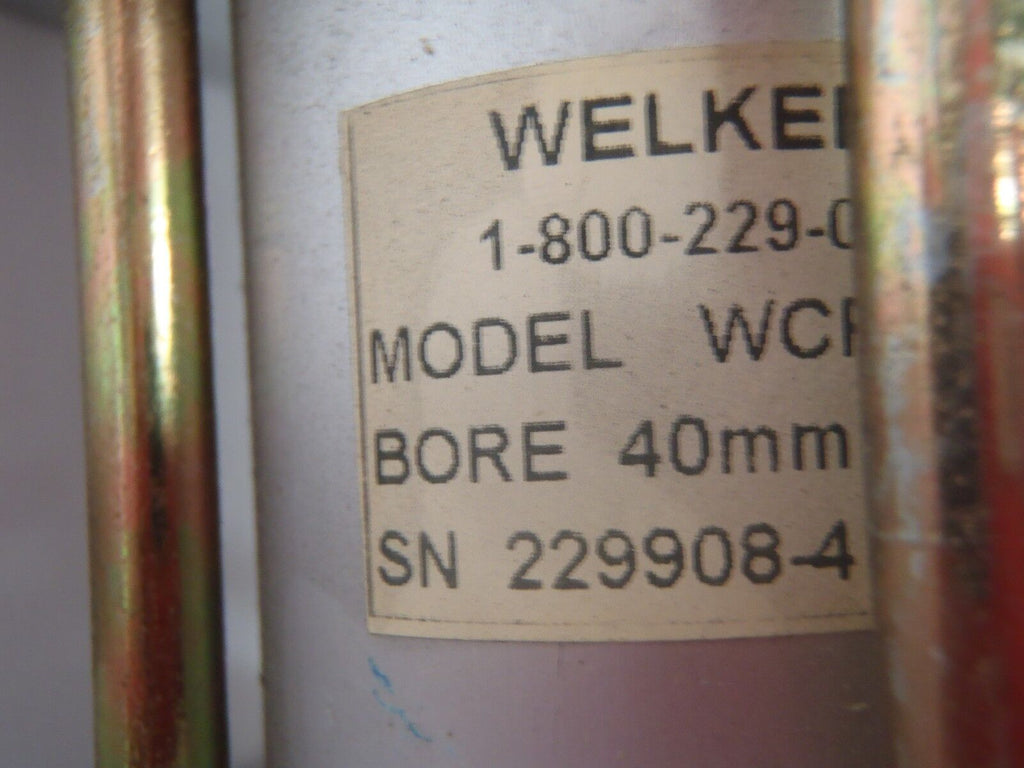 WELKE
1-800-229-0
MODEL WC
BORE 40mm
SN 229908-4